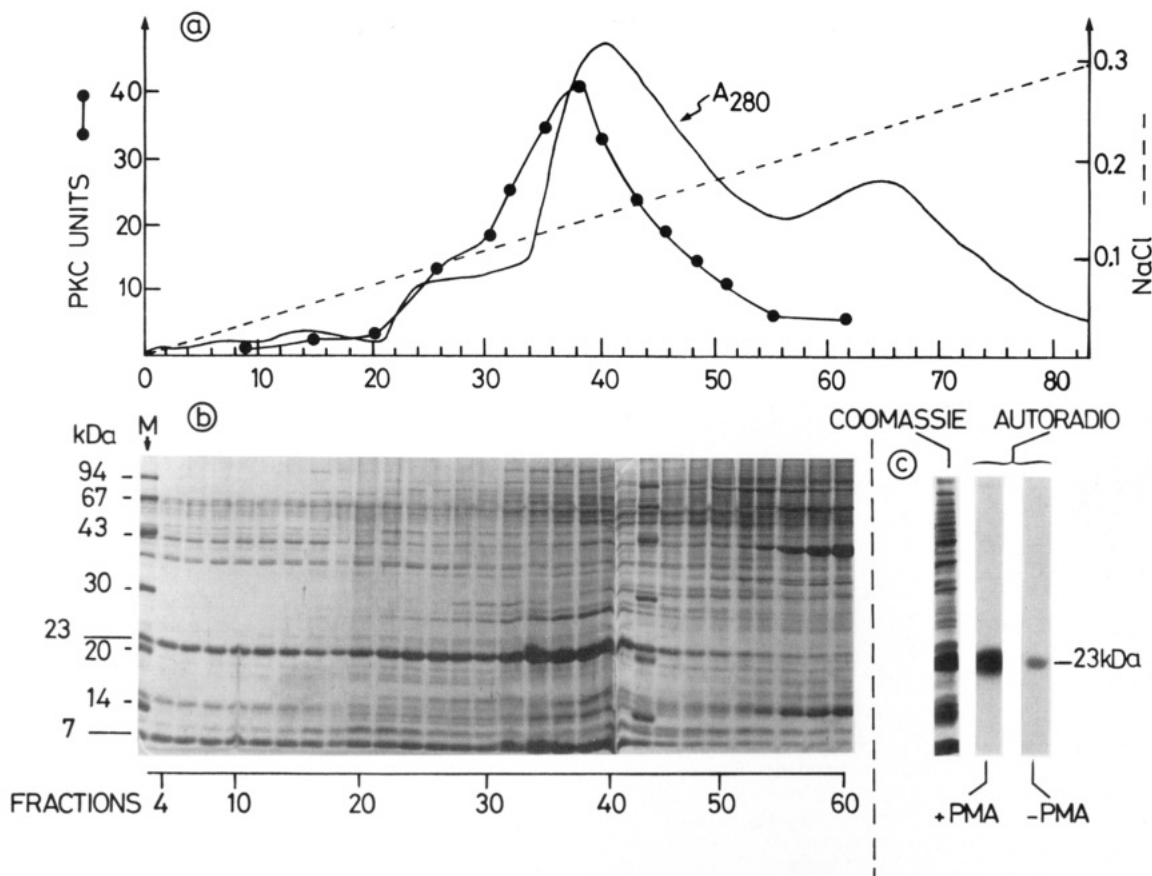 a
PKC UNITS
40
30
20
10
A280
0.3
0.2
0.1
NaCl
0 10 20 30 40 50 60 70 80
b
kDa
M
94
67
43
30
23
20
14
7
FRACTIONS 4 10 20 30 40 50 60
COOMASSIE AUTORADIO
c
23kDa
+PMA -PMA